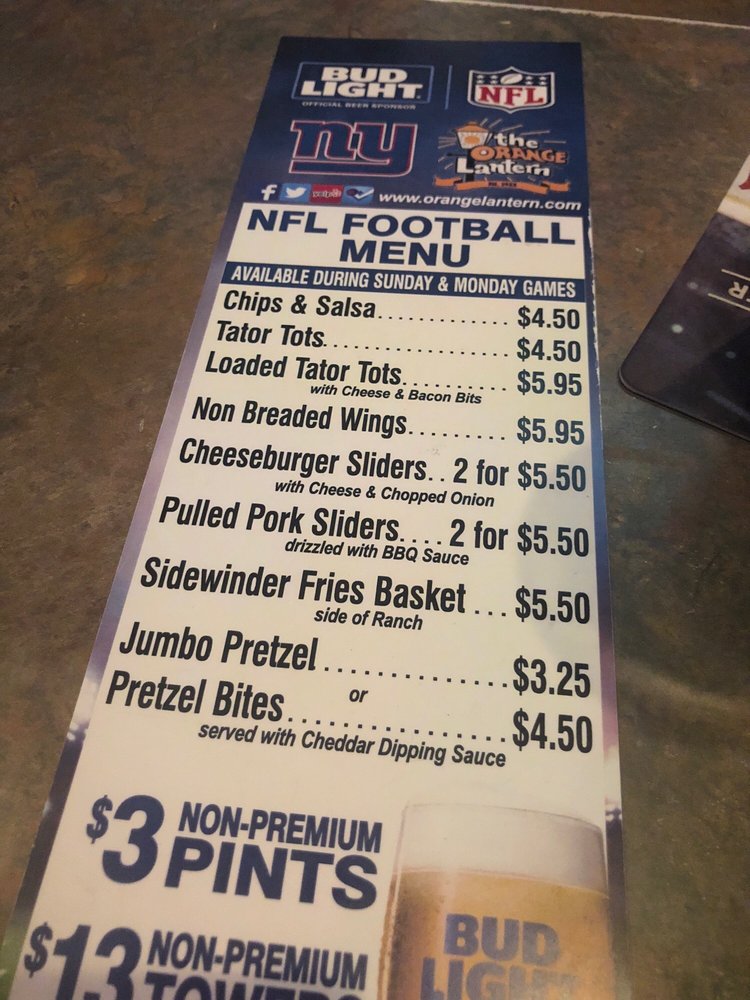 BUD LIGHT
OFFICIAL BEER SPONSOR
NFL
ny
the
ORANGE
Lantern
f yelp www.orangelantern.com
NFL FOOTBALL
MENU
AVAILABLE DURING SUNDAY & MONDAY GAMES
Chips & Salsa............. $4.50
Tator Tots.................. $4.50
Loaded Tator Tots.......... $5.95
with Cheese & Bacon Bits
Non Breaded Wings......... $5.95
Cheeseburger Sliders.. 2 for $5.50
with Cheese & Chopped Onion
Pulled Pork Sliders.... 2 for $5.50
drizzled with BBQ Sauce
Sidewinder Fries Basket ... $5.50
side of Ranch
Jumbo Pretzel ..............$3.25
or
Pretzel Bites.................$4.50
served with Cheddar Dipping Sauce
$3 NON-PREMIUM
PINTS
$13 NON-PREMIUM
TOWERS
BUD
LIGHT